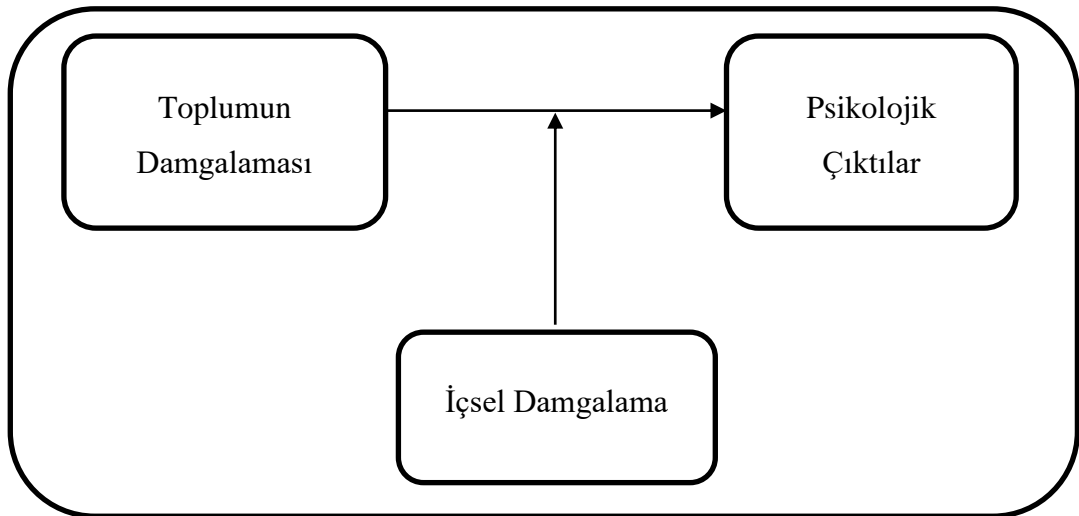 Toplumun
Damgalaması
Psikolojik
Çıktılar
İçsel Damgalama